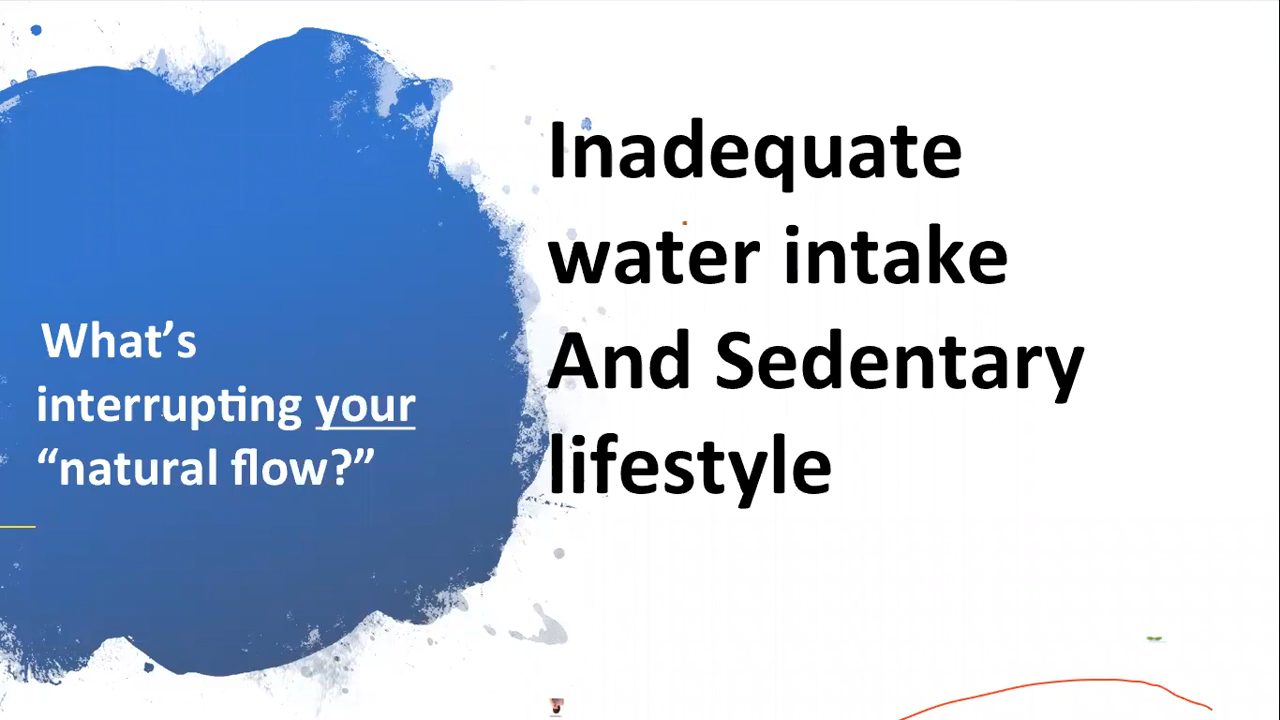 What’s
interrupting your
“natural flow?”
Inadequate
water intake
And Sedentary
lifestyle